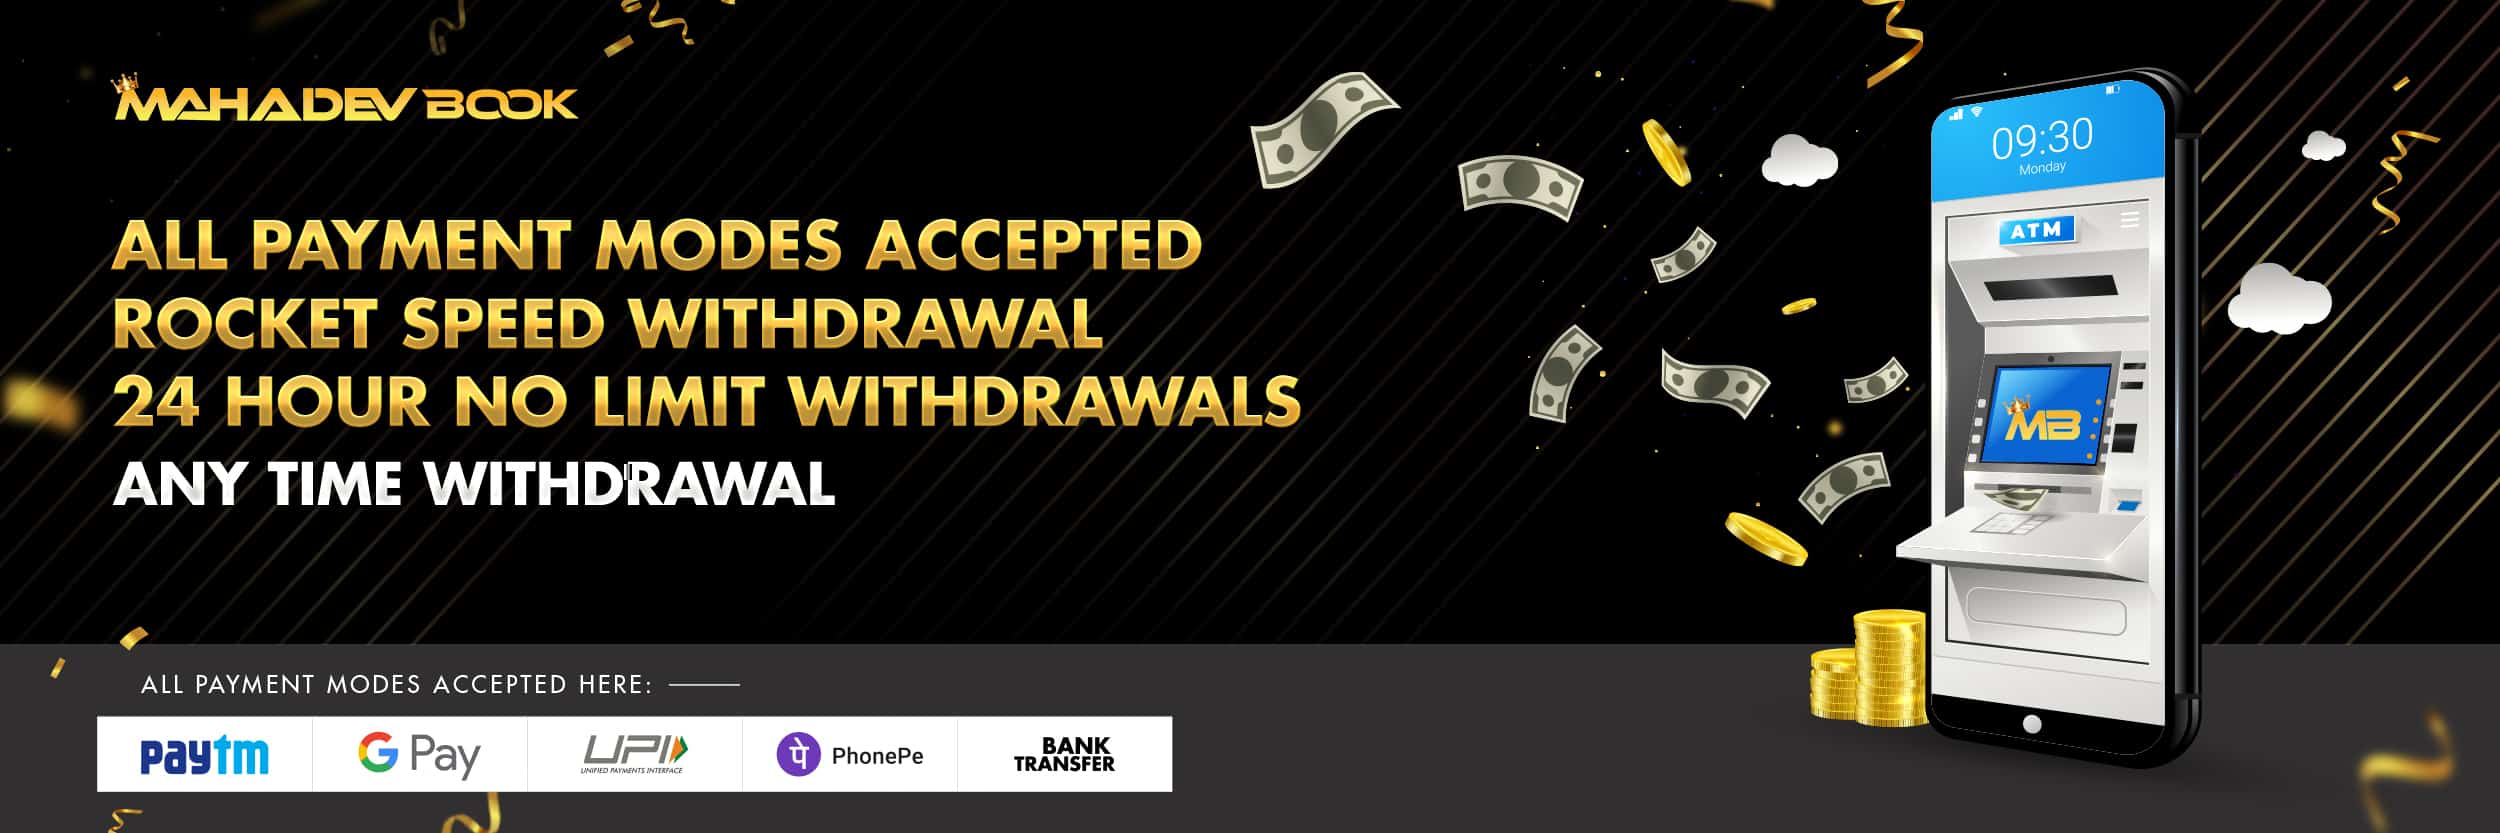 MAHADEV BOOK
ALL PAYMENT MODES ACCEPTED
ROCKET SPEED WITHDRAWAL
24 HOUR NO LIMIT WITHDRAWALS
ANY TIME WITHDRAWAL
09:30
Monday
ATM
MB
ALL PAYMENT MODES ACCEPTED HERE:
paytm
G Pay
UPI
UNIFIED PAYMENTS INTERFACE
पे PhonePe
BANK
TRANSFER